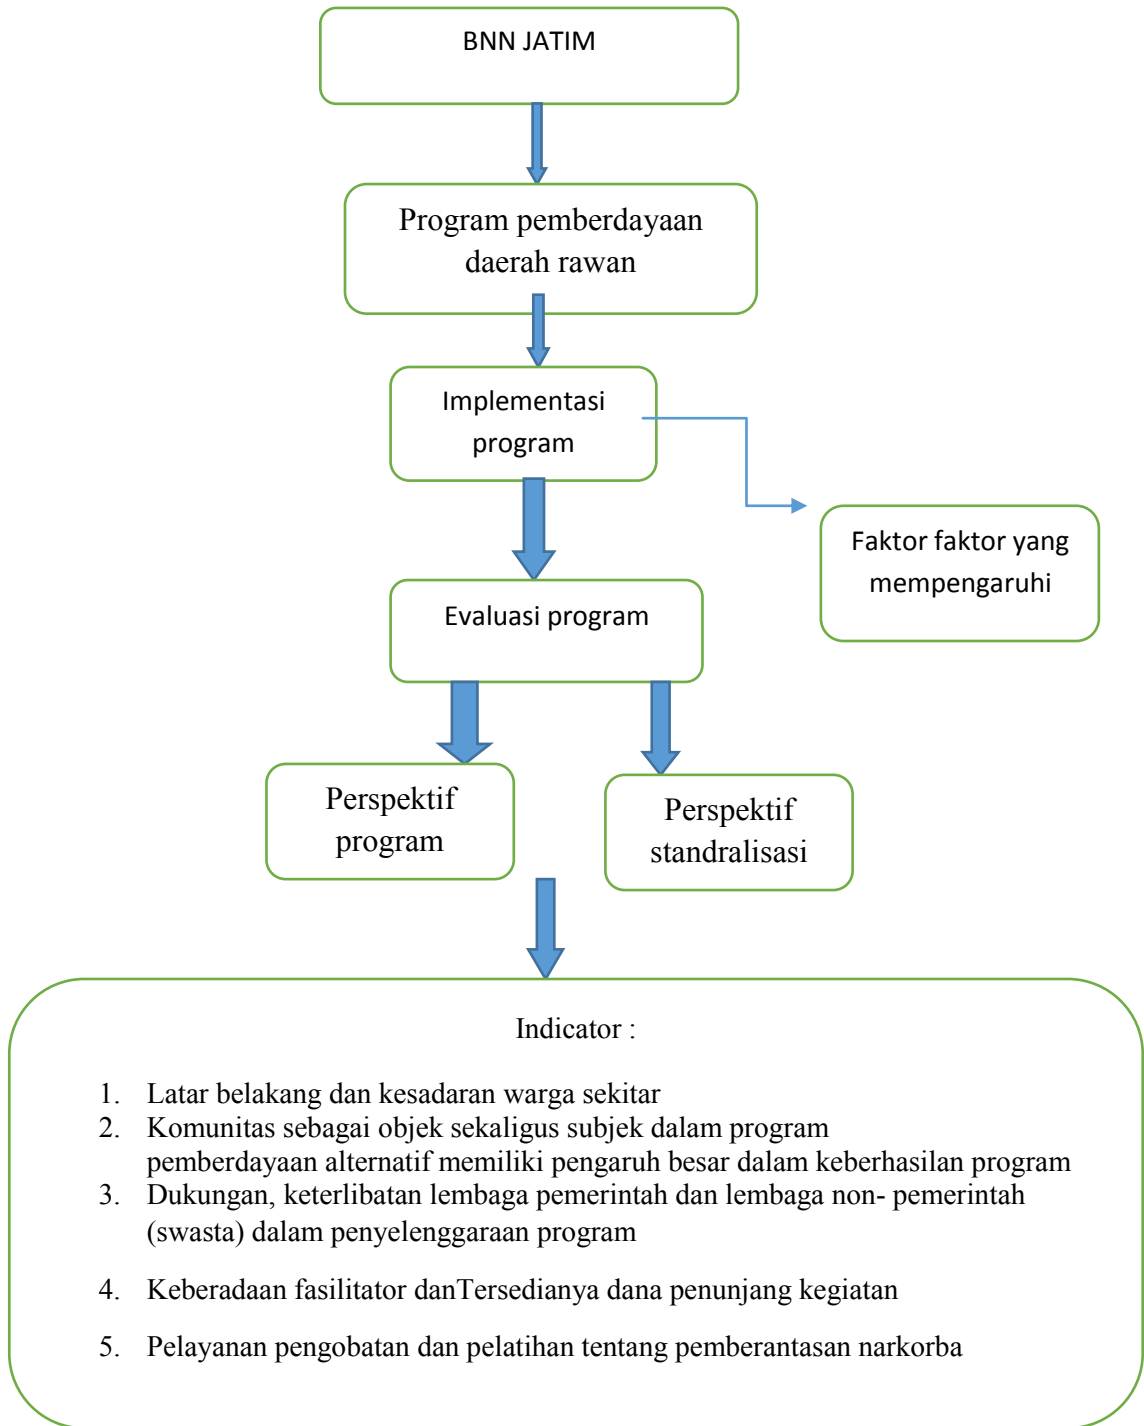 BNN JATIM
Program pemberdayaan
daerah rawan
Implementasi
program
Faktor faktor yang
mempengaruhi
Evaluasi program
Perspektif
program
Perspektif
standralisasi
Indicator :
1. Latar belakang dan kesadaran warga sekitar
2. Komunitas sebagai objek sekaligus subjek dalam program
pemberdayaan alternatif memiliki pengaruh besar dalam keberhasilan program
3. Dukungan, keterlibatan lembaga pemerintah dan lembaga non- pemerintah
(swasta) dalam penyelenggaraan program
4. Keberadaan fasilitator danTersedianya dana penunjang kegiatan
5. Pelayanan pengobatan dan pelatihan tentang pemberantasan narkorba